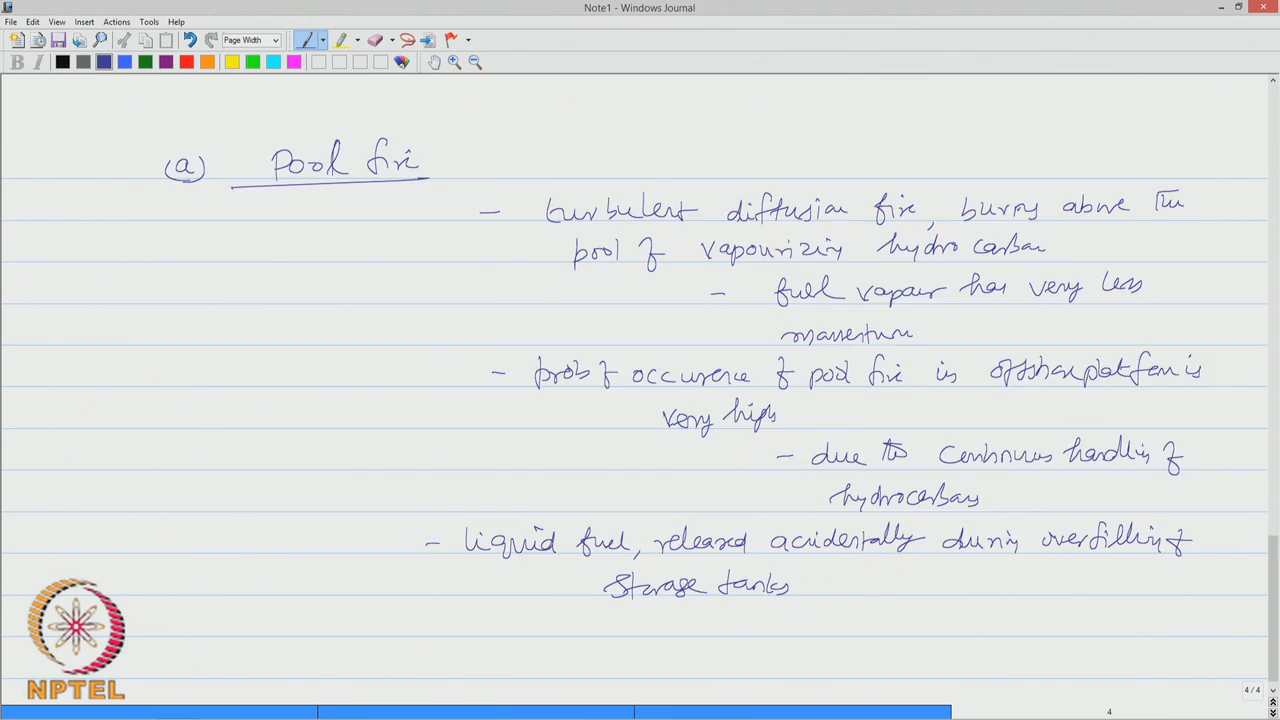 Note1 - Windows Journal
File Edit View Insert Actions Tools Help
Page Width
B I
(a) Pool fire
- turbulent diffusion fire, burns above the
pool of vapourizing hydro carbon
- fuel vapour has very less
momentum
- prob of occurence of pool fire in offshore platform is
very high
- due to continuous handling of
hydrocarbons
- liquid fuel, released accidentally during overfilling of
storage tanks
NPTEL
4 / 4
4